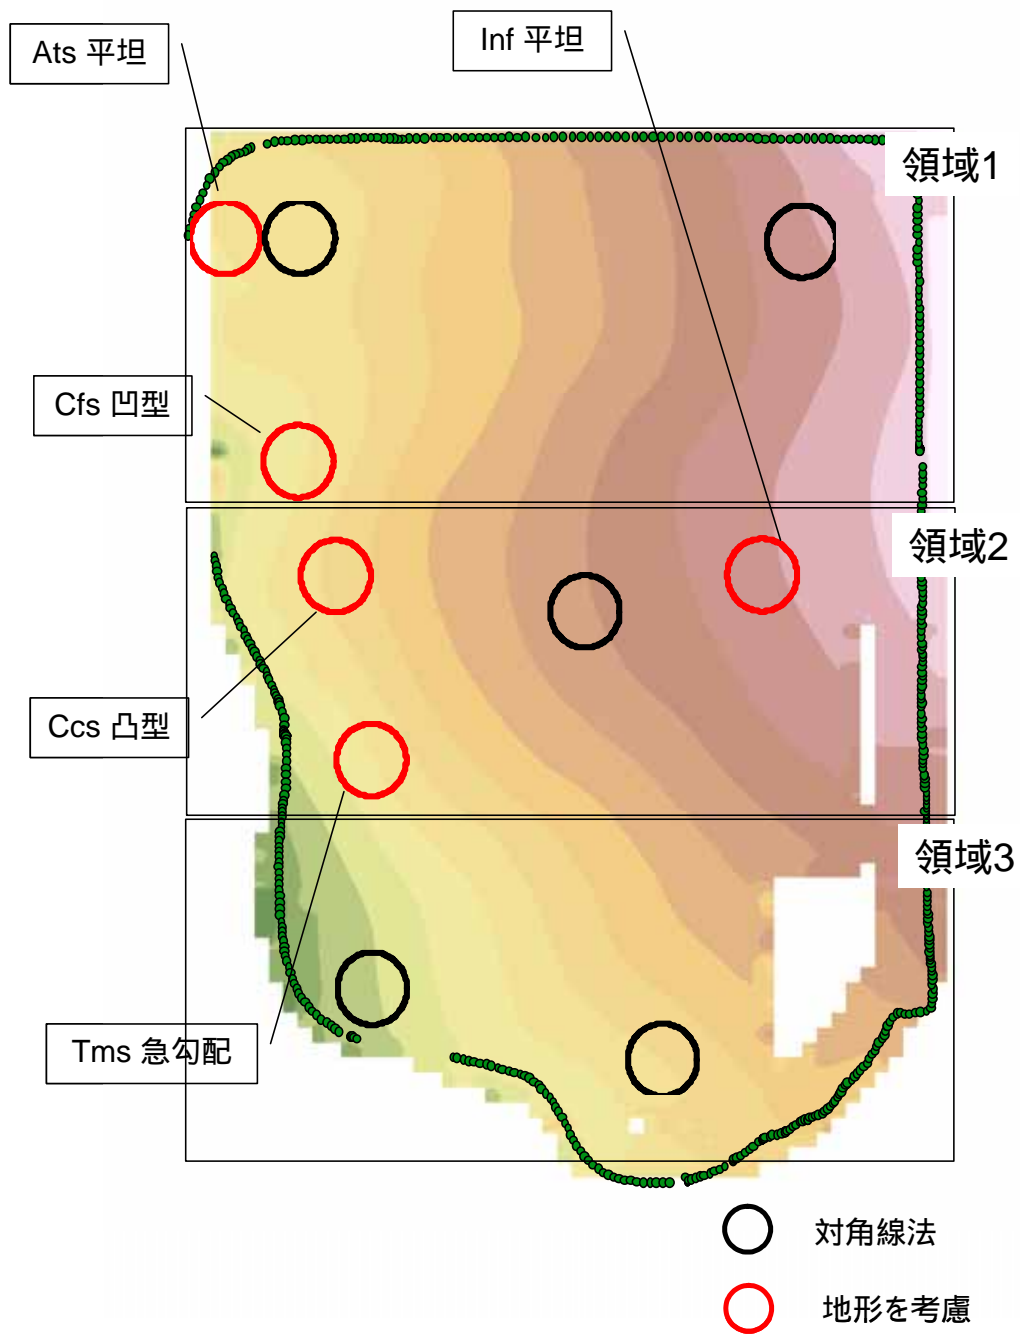 Ats 平坦
Inf 平坦
領域1
Cfs 凹型
領域2
Ccs 凸型
領域3
Tms 急勾配
対角線法
地形を考慮